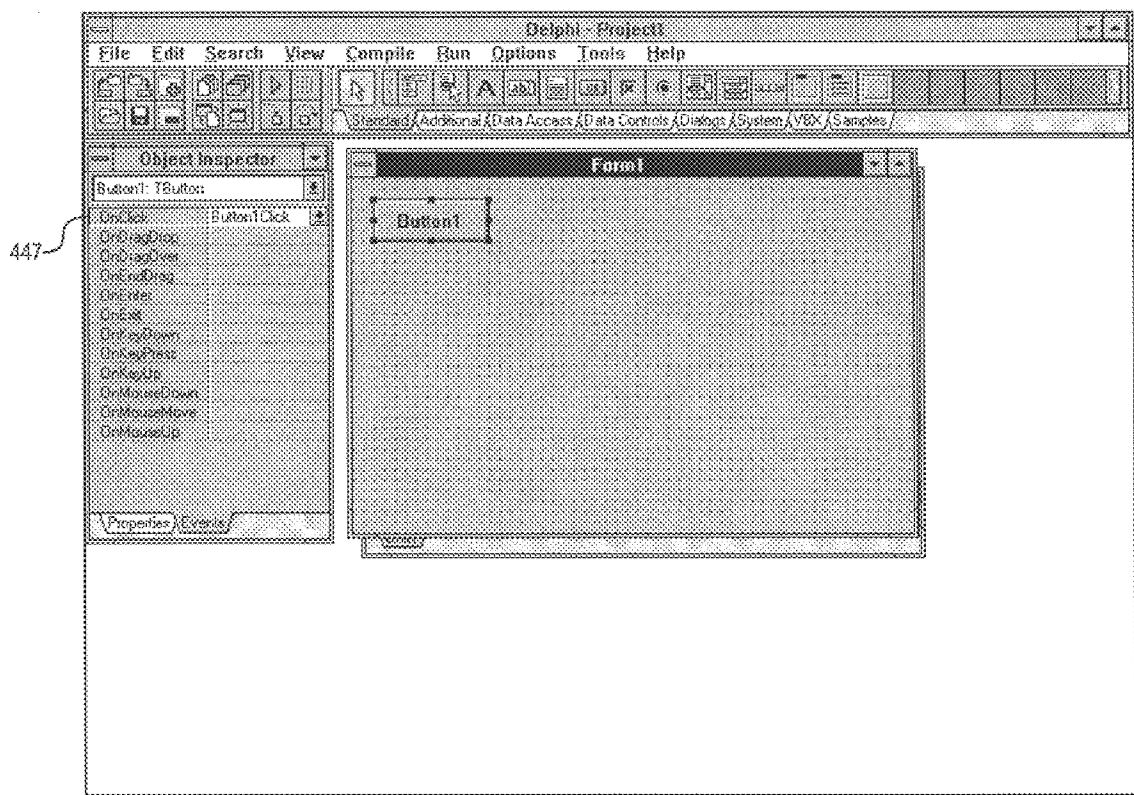 Delphi - Project1
File Edit Search View Compile Run Options Tools Help
Standard Additional Data Access Data Controls Dialogs System VBX Samples
Object Inspector
Form1
Button1: TButton
OnClick Button1Click
Button1
447
OnDragDrop
OnDragOver
OnEndDrag
OnEnter
OnExit
OnKeyDown
OnKeyPress
OnKeyUp
OnMouseDown
OnMouseMove
OnMouseUp
Properties Events